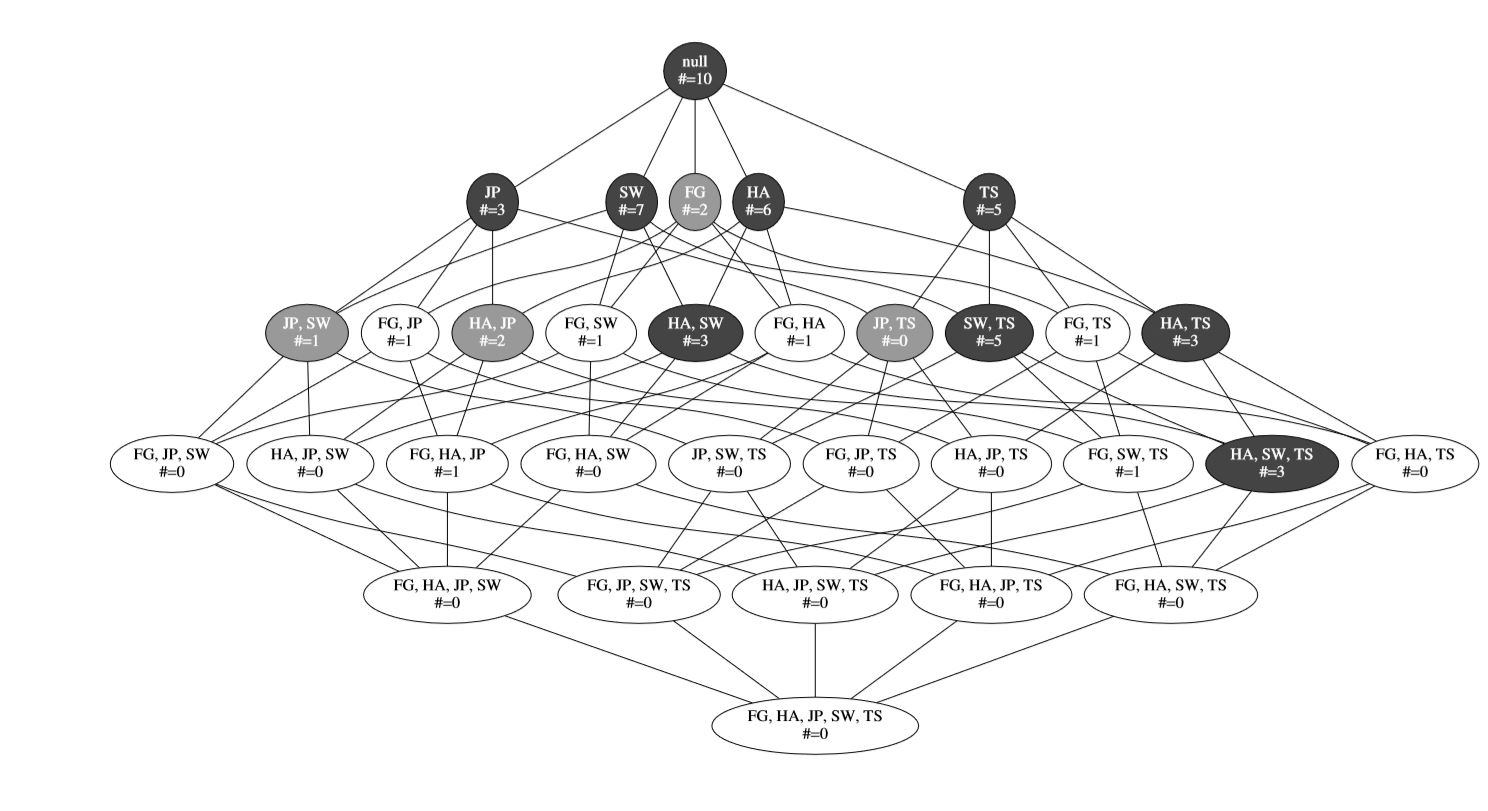 null
#=10
JP
#=3
SW
#=7
FG
#=2
HA
#=6
TS
#=5
JP, SW
#=1
FG, JP
#=1
HA, JP
#=2
FG, SW
#=1
HA, SW
#=3
FG, HA
#=1
JP, TS
#=0
SW, TS
#=5
FG, TS
#=1
HA, TS
#=3
FG, JP, SW
#=0
HA, JP, SW
#=0
FG, HA, JP
#=1
FG, HA, SW
#=0
JP, SW, TS
#=0
FG, JP, TS
#=0
HA, JP, TS
#=0
FG, SW, TS
#=1
HA, SW, TS
#=3
FG, HA, TS
#=0
FG, HA, JP, SW
#=0
FG, JP, SW, TS
#=0
HA, JP, SW, TS
#=0
FG, HA, JP, TS
#=0
FG, HA, SW, TS
#=0
FG, HA, JP, SW, TS
#=0